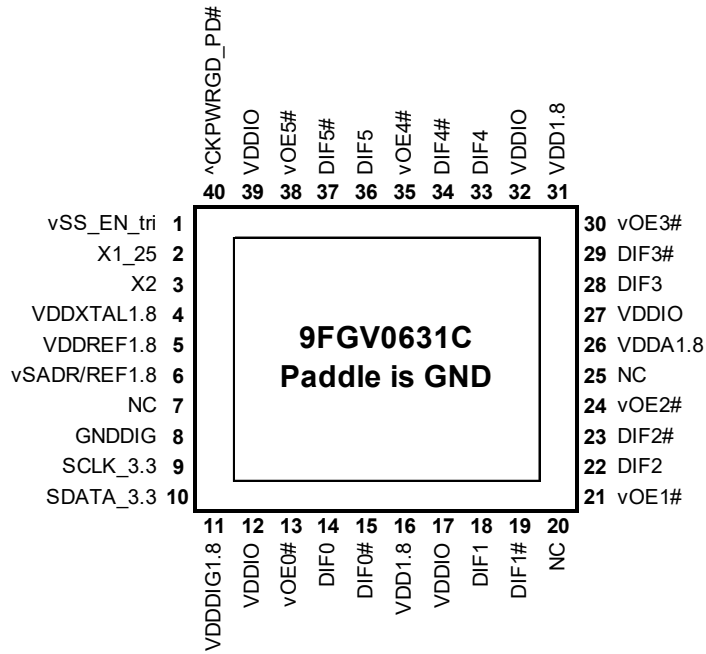 ^CKPWRGD_PD#
VDDIO
vOE5#
DIF5#
DIF5
vOE4#
DIF4#
DIF4
VDDIO
VDD1.8
40 39 38 37 36 35 34 33 32 31
vSS_EN_tri 1
X1_25 2
X2 3
VDDXTAL1.8 4
VDDREF1.8 5
vSADR/REF1.8 6
NC 7
GNDDIG 8
SCLK_3.3 9
SDATA_3.3 10
9FGV0631C
Paddle is GND
30 vOE3#
29 DIF3#
28 DIF3
27 VDDIO
26 VDDA1.8
25 NC
24 vOE2#
23 DIF2#
22 DIF2
21 vOE1#
11 12 13 14 15 16 17 18 19 20
VDDDIG1.8
VDDIO
vOE0#
DIF0
DIF0#
VDD1.8
VDDIO
DIF1
DIF1#
NC